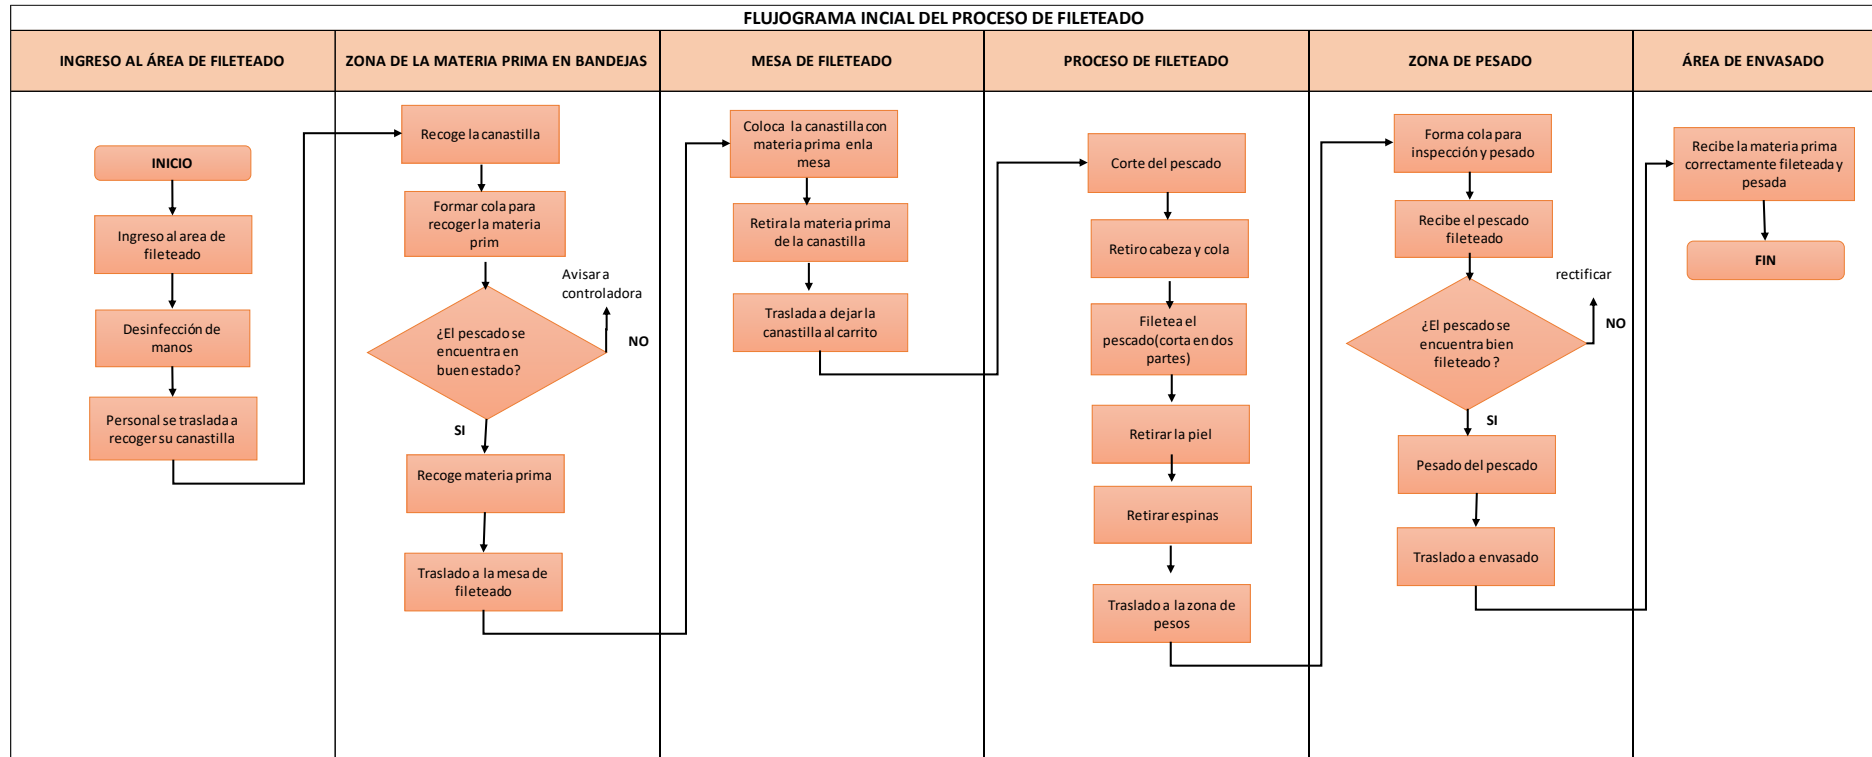 FLUJOGRAMA INCIAL DEL PROCESO DE FILETEADO
INGRESO AL ÁREA DE FILETEADO
ZONA DE LA MATERIA PRIMA EN BANDEJAS
MESA DE FILETEADO
PROCESO DE FILETEADO
ZONA DE PESADO
ÁREA DE ENVASADO
INICIO
Ingreso al area de
fileteado
Desinfección de
manos
Personal se traslada a
recoger su canastilla
Recoge la canastilla
Formar cola para
recoger la materia
prim
¿El pescado se
encuentra en
buen estado?
Avisar a
controladora
NO
SI
Recoge materia prima
Traslado a la mesa de
fileteado
Coloca la canastilla con
materia prima enla
mesa
Retira la materia prima
de la canastilla
Traslada a dejar la
canastilla al carrito
Corte del pescado
Retiro cabeza y cola
Filetea el
pescado(corta en dos
partes)
Retirar la piel
Retirar espinas
Traslado a la zona de
pesos
Forma cola para
inspección y pesado
Recibe el pescado
fileteado
¿El pescado se
encuentra bien
fileteado ?
rectificar
NO
SI
Pesado del pescado
Traslado a envasado
Recibe la materia prima
correctamente fileteada y
pesada
FIN